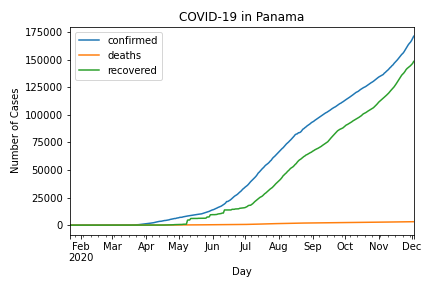 COVID-19 in Panama
175000
150000
125000
100000
75000
50000
25000
0
Number of Cases
confirmed
deaths
recovered
Feb Mar Apr May Jun Jul Aug Sep Oct Nov Dec
2020
Day